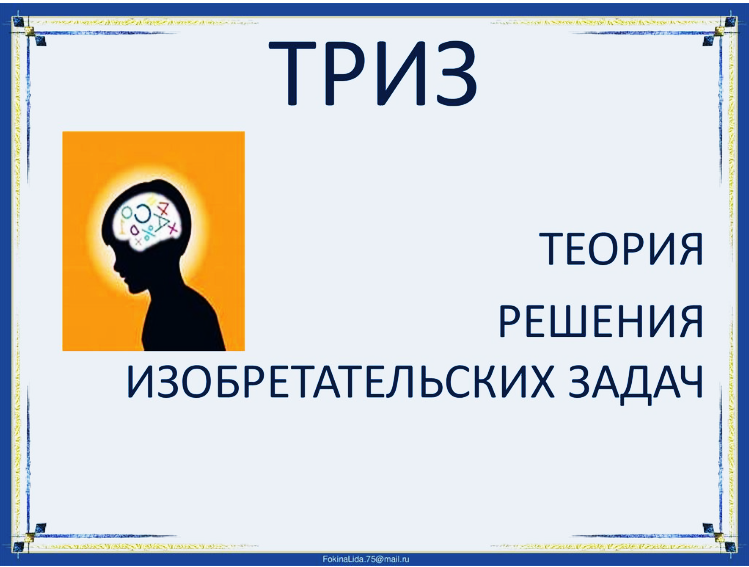 ТРИЗ
ТЕОРИЯ
РЕШЕНИЯ
ИЗОБРЕТАТЕЛЬСКИХ ЗАДАЧ
FokinaLida.75@mail.ru